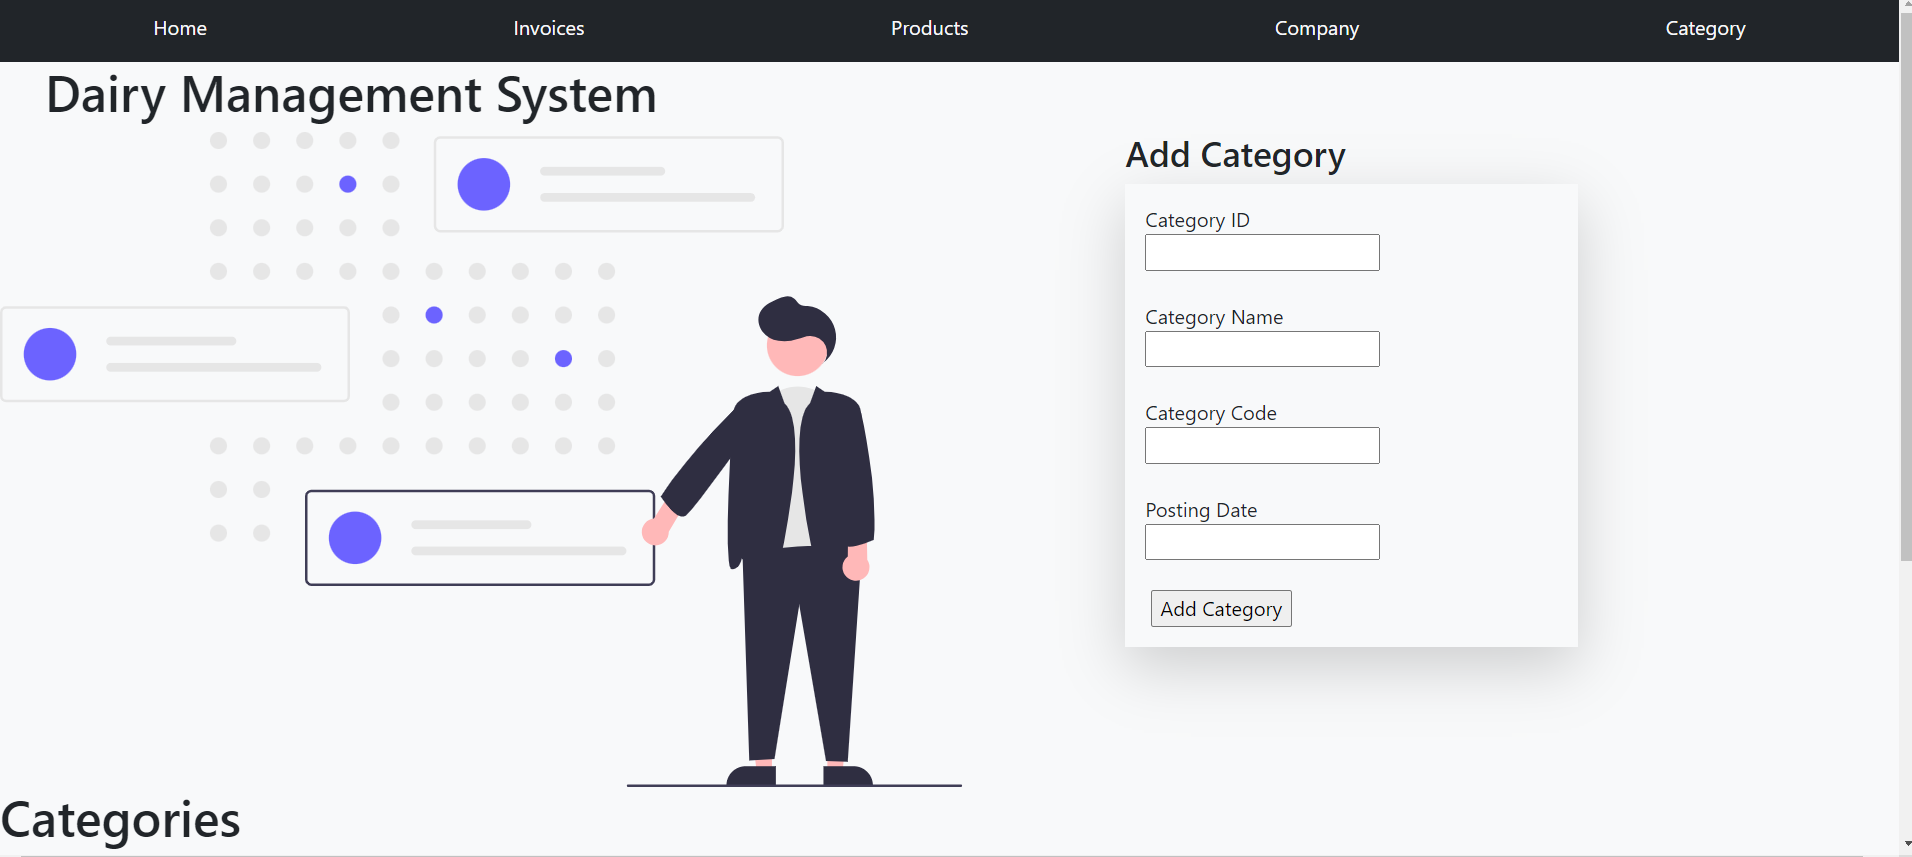 Home Invoices Products Company Category
Dairy Management System
Add Category
Category ID
Category Name
Category Code
Posting Date
Add Category
Categories